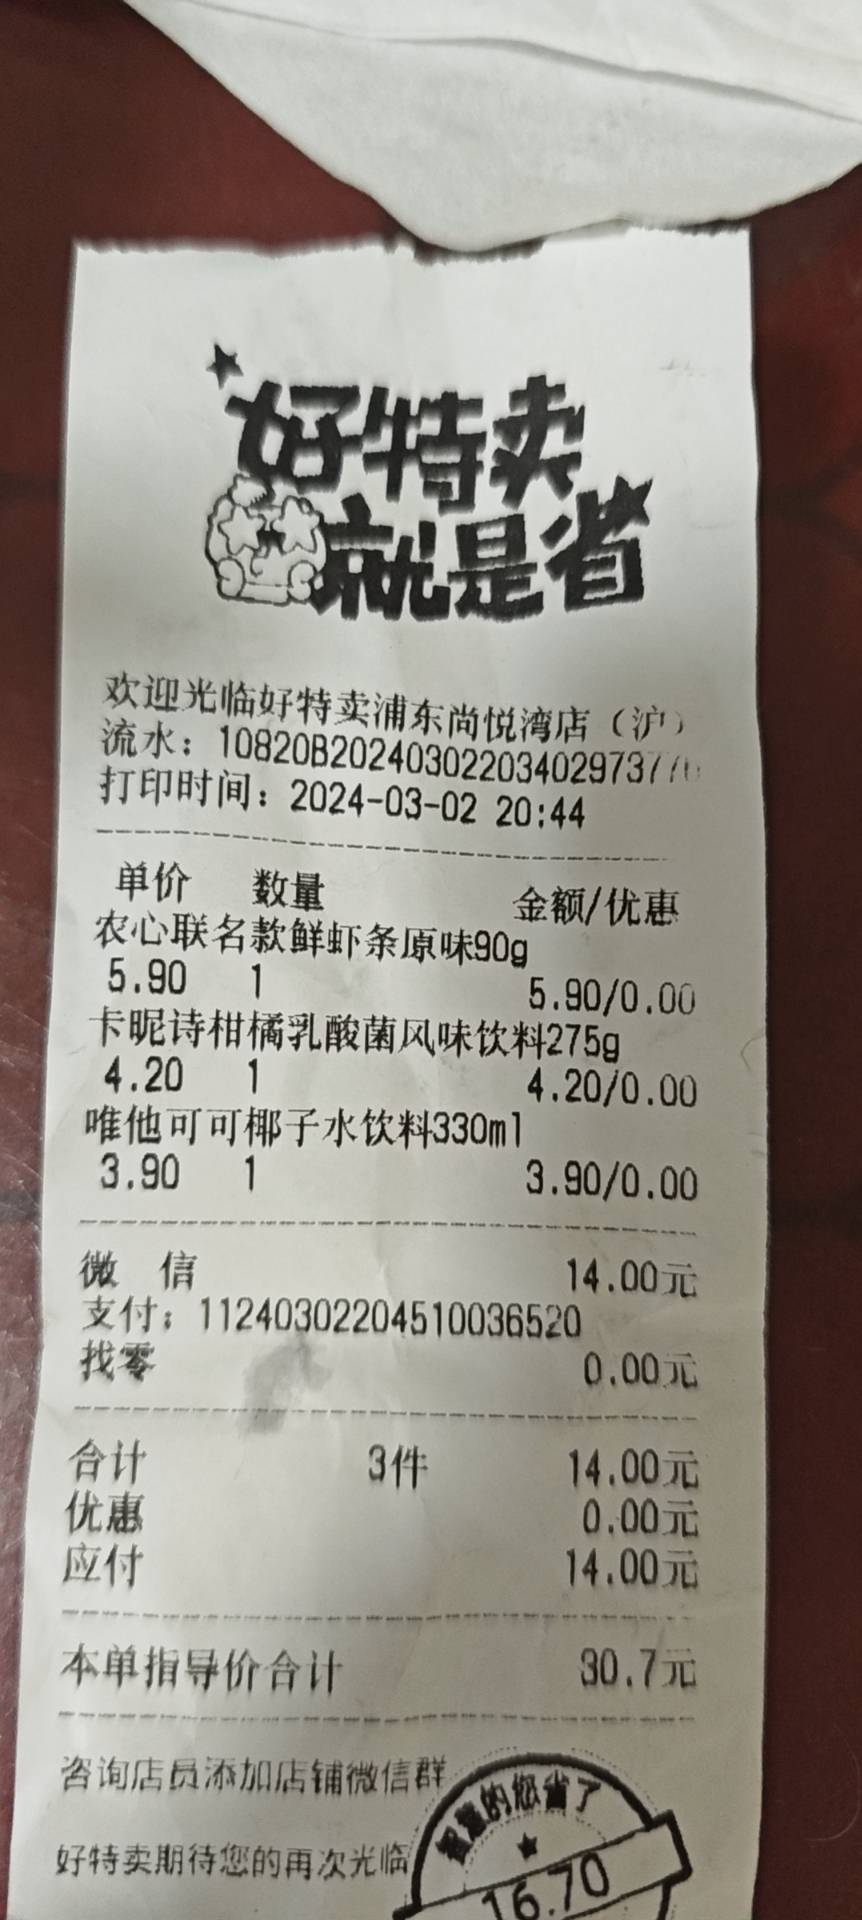 好特卖
就是省
欢迎光临好特卖浦东尚悦湾店（沪）
流水：10820B2024030220340297377
打印时间：2024-03-02 20:44
单价 数量 金额/优惠
农心联名款鲜虾条原味90g
5.90 1 5.90/0.00
卡昵诗柑橘乳酸菌风味饮料275g
4.20 1 4.20/0.00
唯他可可椰子水饮料330ml
3.90 1 3.90/0.00
微 信 14.00元
支付：11240302204510036520
找零 0.00元
合计 3件 14.00元
优惠 0.00元
应付 14.00元
本单指导价合计 30.7元
咨询店员添加店铺微信群
好特卖期待您的再次光临
的您省了
16.70